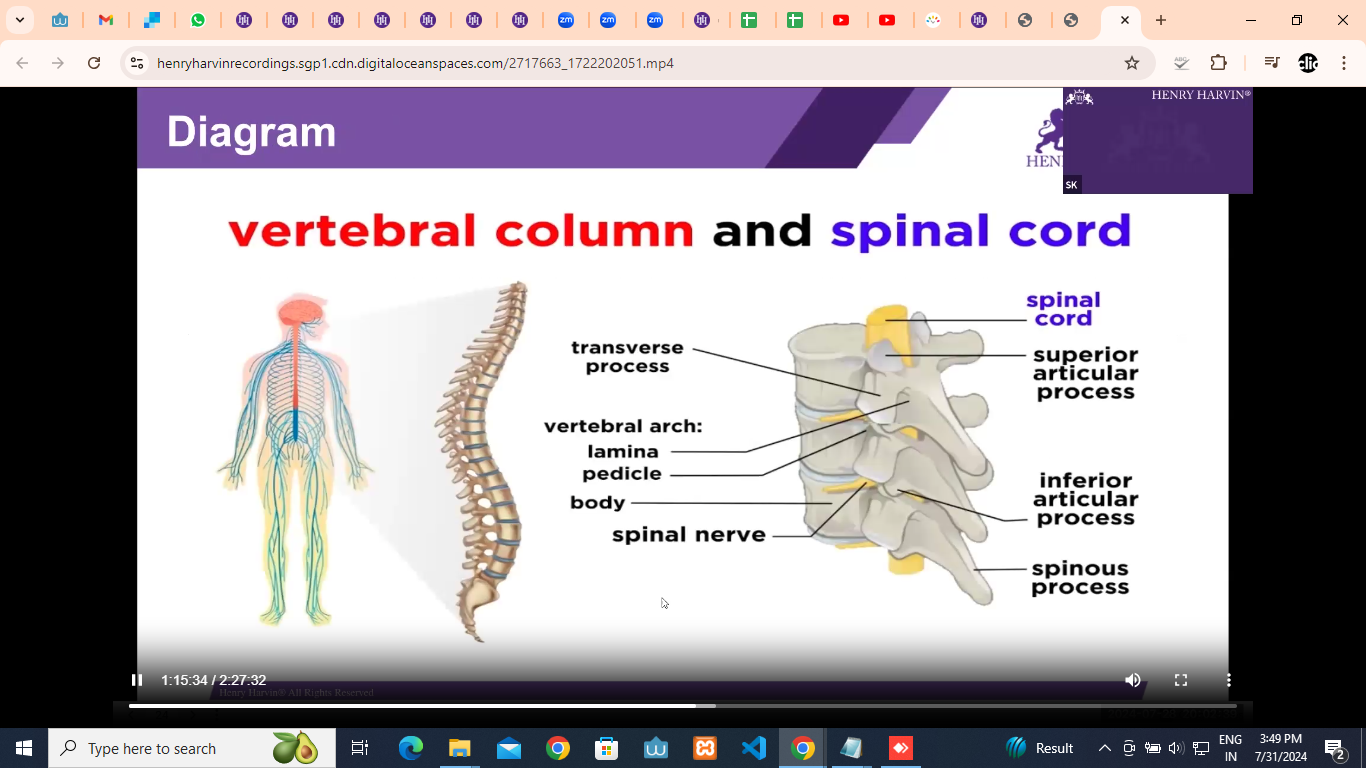 henryharvinrecordings.sgp1.cdn.digitaloceanspaces.com/2717663_1722202051.mp4
Diagram
HENRY HARVIN®
SK
vertebral column and spinal cord
transverse
process
vertebral arch:
lamina
pedicle
body
spinal nerve
spinal
cord
superior
articular
process
inferior
articular
process
spinous
process
1:15:34 / 2:27:32
Henry Harvin® All Rights Reserved
Type here to search
Result
ENG
IN
3:49 PM
7/31/2024
2